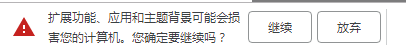 扩展功能、应用和主题背景可能会损
害您的计算机。您确定要继续吗？
继续
放弃